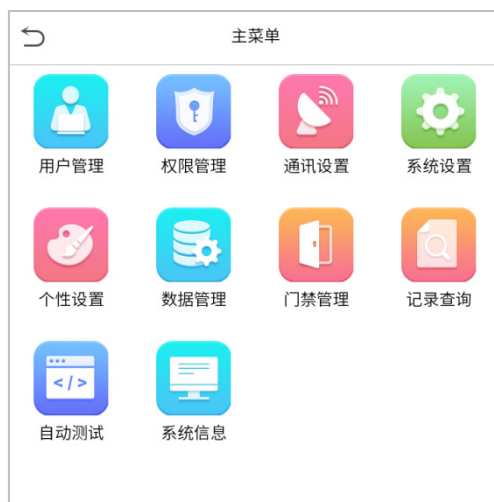 主菜单
用户管理 权限管理 通讯设置 系统设置
个性设置 数据管理 门禁管理 记录查询
</>
自动测试 系统信息